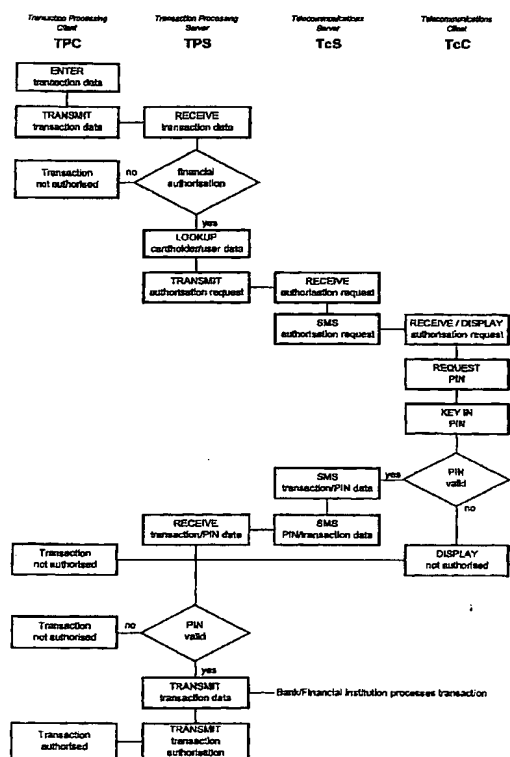 Transaction Processing
Client
TPC
Transaction Processing
Server
TPS
Telecommunications
Server
TcS
Telecommunications
Client
TcC
ENTER
transaction data
TRANSMIT
transaction data
RECEIVE
transaction data
Transaction
not authorised
no
financial
authorisation
yes
LOOKUP
cardholder/user data
TRANSMIT
authorisation request
RECEIVE
authorisation request
SMS
authorisation request
RECEIVE / DISPLAY
authorisation request
REQUEST
PIN
KEY IN
PIN
PIN
valid
yes
no
SMS
transaction/PIN data
RECEIVE
transaction/PIN data
SMS
PIN/transaction data
Transaction
not authorised
DISPLAY
not authorised
Transaction
not authorised
no
PIN
valid
yes
TRANSMIT
transaction data
Bank/Financial institution processes transaction
Transaction
authorised
TRANSMIT
transaction
authorisation